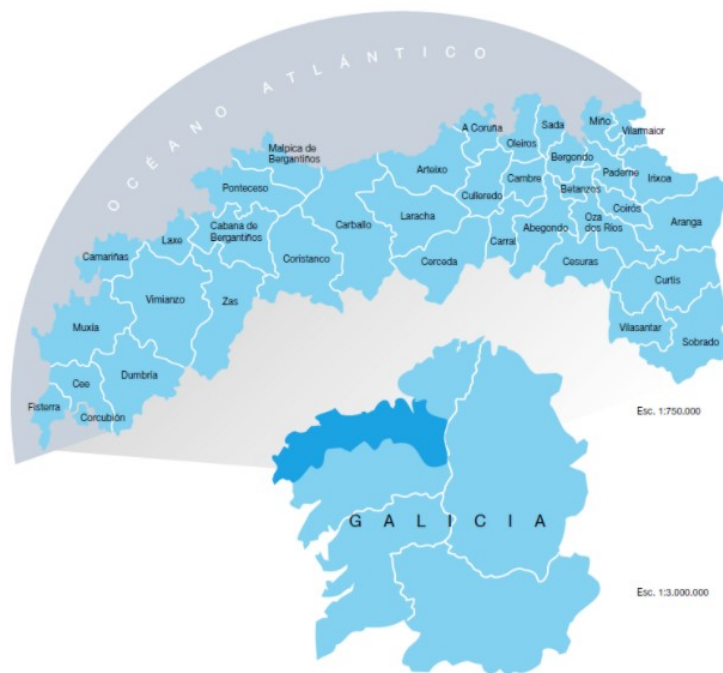 OCÉANO ATLÁNTICO
Malpica de
Bergantiños
A Coruña
Sada
Miño
Vilarmaior
Oleiros
Bergondo
Arteixo
Paderne
Irixoa
Ponteceso
Culleredo
Cambre
Betanzos
Coirós
Laxe
Cabana de
Bergantiños
Carballo
Laracha
Abegondo
Oza
dos Ríos
Aranga
Camariñas
Coristanco
Cerceda
Carral
Cesuras
Curtis
Vimianzo
Zas
Muxía
Vilasantar
Sobrado
Dumbría
Cee
Fisterra
Corcubión
Esc. 1:750.000
GALICIA
Esc. 1:3.000.000